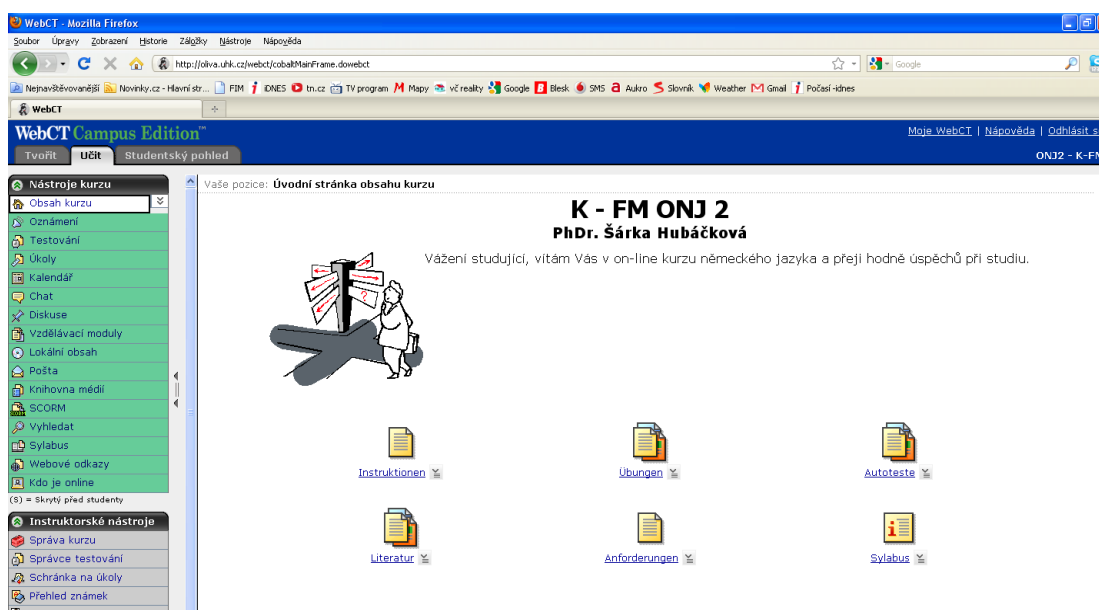 WebCT - Mozilla Firefox
Soubor Úpravy Zobrazení Historie Záložky Nástroje Nápověda
http://oliva.uhk.cz/webct/cobaltMainFrame.dowebct
Google
Nejnavštěvovanější Novinky.cz - Hlavní str... FIM iDNES tn.cz TV program Mapy vč reality Google Blesk SMS Aukro Slovník Weather Gmail Počasí -idnes
WebCT
WebCT Campus Edition™
Moje WebCT | Nápověda | Odhlásit s
Tvořit Učit Studentský pohled
ONJ2 - K-FM
Nástroje kurzu
Obsah kurzu
Oznámení
Testování
Úkoly
Kalendář
Chat
Diskuse
Vzdělávací moduly
Lokální obsah
Pošta
Knihovna médií
SCORM
Vyhledat
Sylabus
Webové odkazy
Kdo je online
(S) = Skrytý před studenty
Instruktorské nástroje
Správa kurzu
Správce testování
Schránka na úkoly
Přehled známek
Vaše pozice: Úvodní stránka obsahu kurzu
K - FM ONJ 2
PhDr. Šárka Hubáčková
Vážení studující, vítám Vás v on-line kurzu německého jazyka a přeji hodně úspěchů při studiu.
?
Instruktionen
Übungen
Autoteste
Literatur
Anforderungen
Sylabus